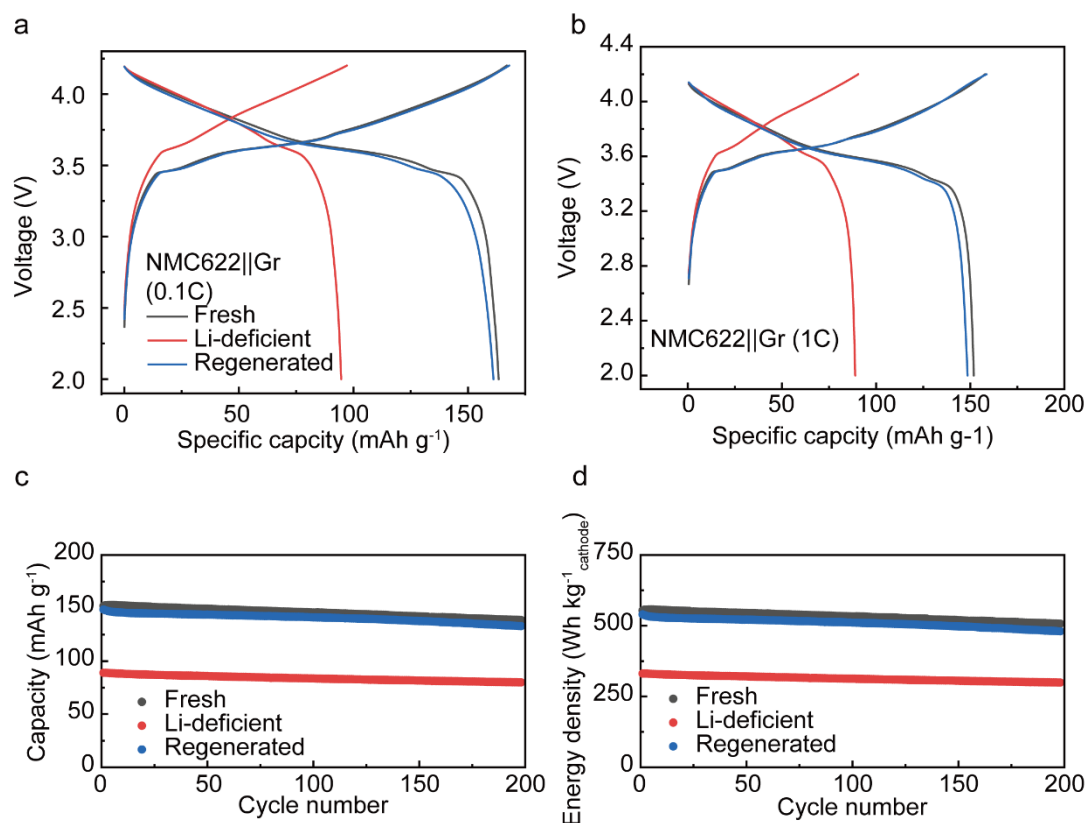 a
Voltage (V)
4.0
3.5
3.0
2.5
2.0
NMC622||Gr
(0.1C)
Fresh
Li-deficient
Regenerated
0 50 100 150
Specific capcity (mAh g⁻¹)
b
Voltage (V)
4.4
4.0
3.6
3.2
2.8
2.4
2.0
NMC622||Gr (1C)
0 50 100 150 200
Specific capcity (mAh g-1)
c
Capacity (mAh g⁻¹)
200
150
100
50
0
Fresh
Li-deficient
Regenerated
0 50 100 150 200
Cycle number
d
Energy density (Wh kg⁻¹cathode)
750
500
250
0
Fresh
Li-deficient
Regenerated
0 50 100 150 200
Cycle number